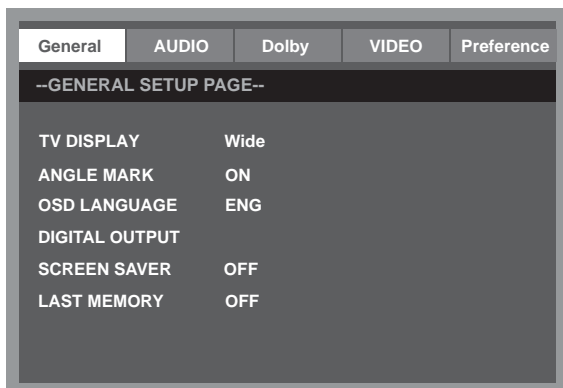 General AUDIO Dolby VIDEO Preference
--GENERAL SETUP PAGE--
TV DISPLAY Wide
ANGLE MARK ON
OSD LANGUAGE ENG
DIGITAL OUTPUT
SCREEN SAVER OFF
LAST MEMORY OFF